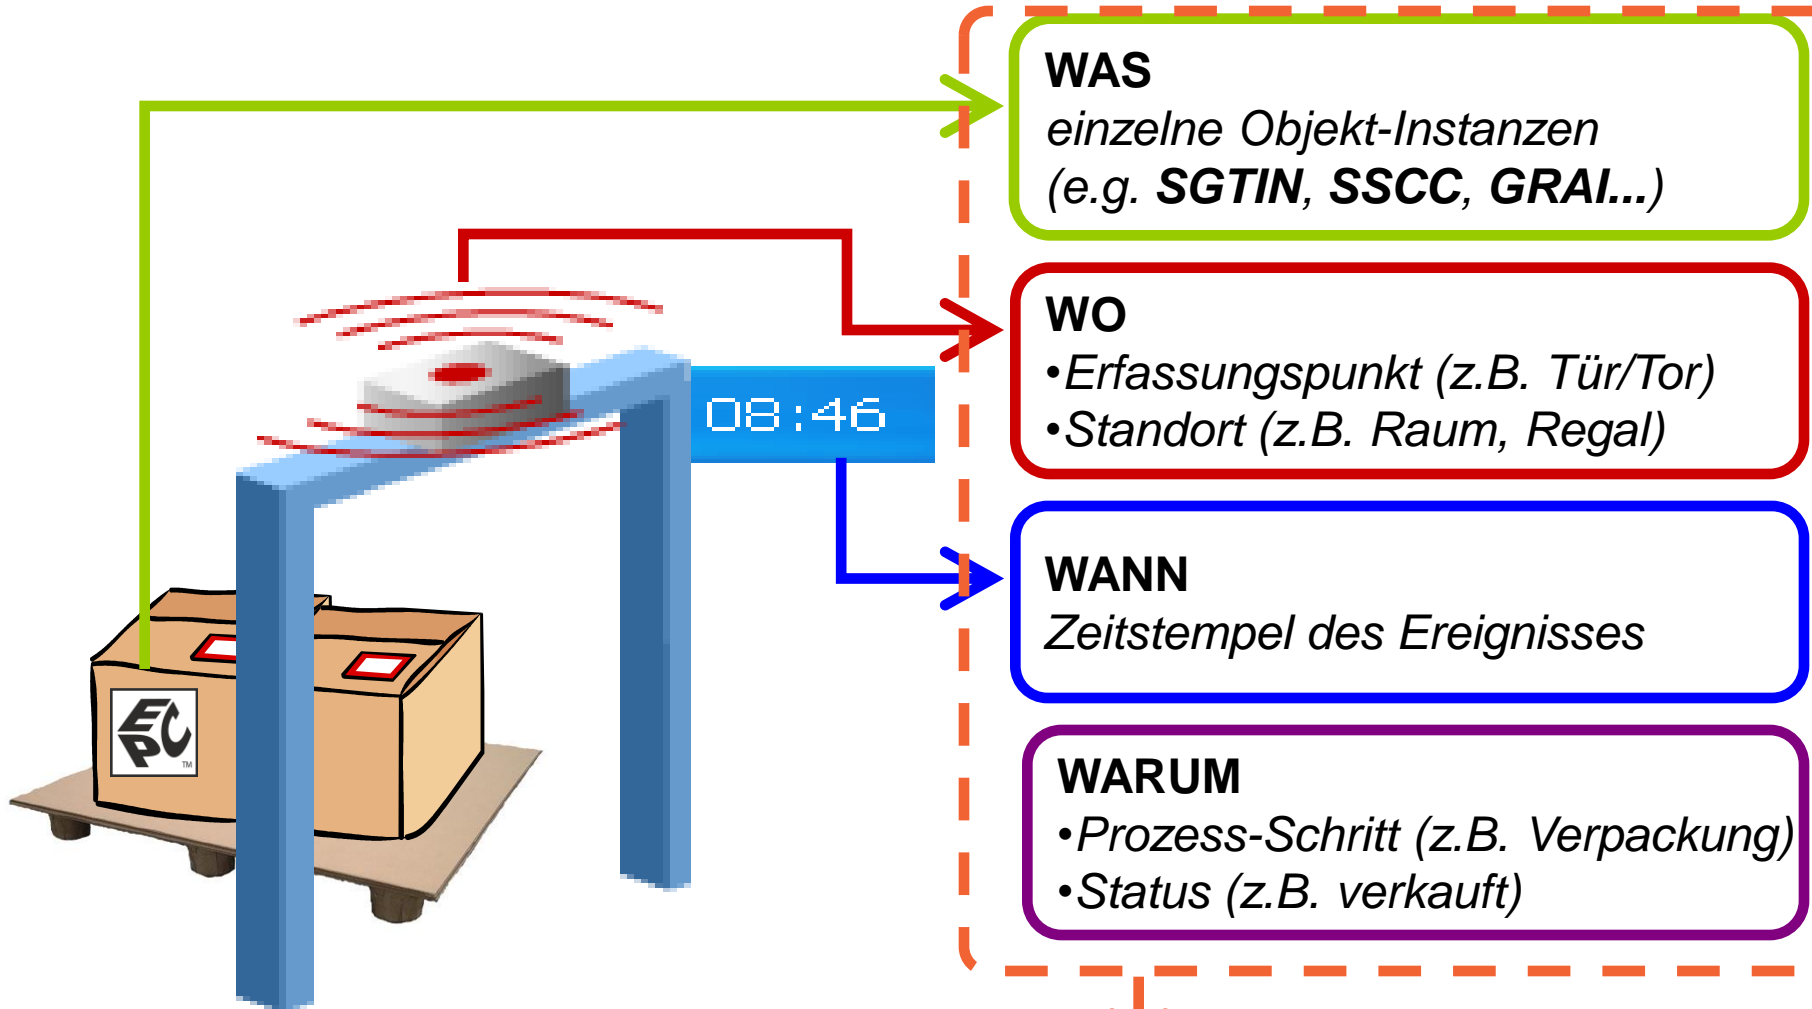 WAS
einzelne Objekt-Instanzen
(e.g. SGTIN, SSCC, GRAI...)
WO
•Erfassungspunkt (z.B. Tür/Tor)
•Standort (z.B. Raum, Regal)
08:46
WANN
Zeitstempel des Ereignisses
WARUM
•Prozess-Schritt (z.B. Verpackung)
•Status (z.B. verkauft)
EPC
TM